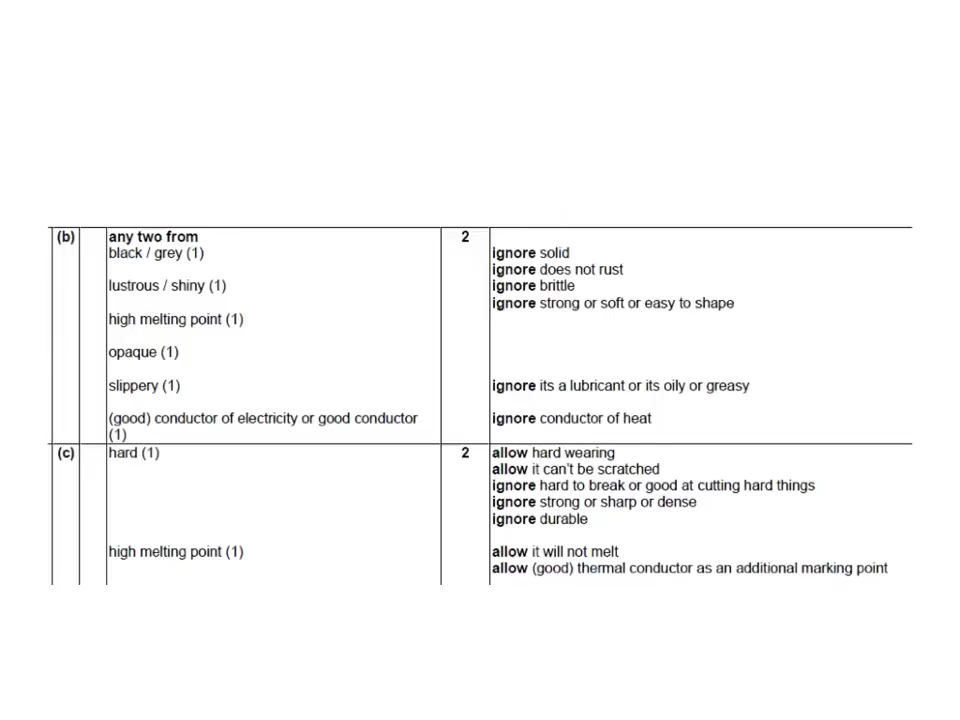 (b) any two from 2
black / grey (1) ignore solid
ignore does not rust
lustrous / shiny (1) ignore brittle
ignore strong or soft or easy to shape
high melting point (1)
opaque (1)
slippery (1) ignore its a lubricant or its oily or greasy
(good) conductor of electricity or good conductor ignore conductor of heat
(1)
(c) hard (1) 2 allow hard wearing
allow it can't be scratched
ignore hard to break or good at cutting hard things
ignore strong or sharp or dense
ignore durable
high melting point (1) allow it will not melt
allow (good) thermal conductor as an additional marking point